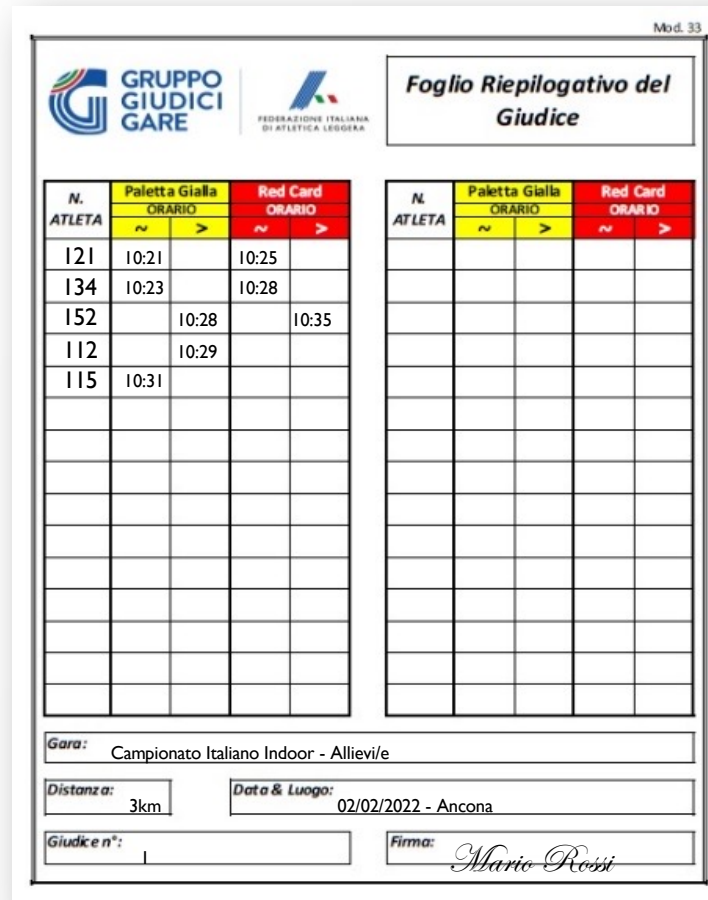 Mod. 33
GRUPPO
GIUDICI
GARE
FEDERAZIONE ITALIANA
DI ATLETICA LEGGERA
Foglio Riepilogativo del
Giudice
N. ATLETA Paletta Gialla Red Card
ORARIO ORARIO
~ > ~ >
121 10:21 10:25
134 10:23 10:28
152 10:28 10:35
112 10:29
115 10:31
N. ATLETA Paletta Gialla Red Card
ORARIO ORARIO
~ > ~ >
Gara: Campionato Italiano Indoor - Allievi/e
Distanza: 3km
Data & Luogo: 02/02/2022 - Ancona
Giudice n°: 1
Firma: Mario Rossi